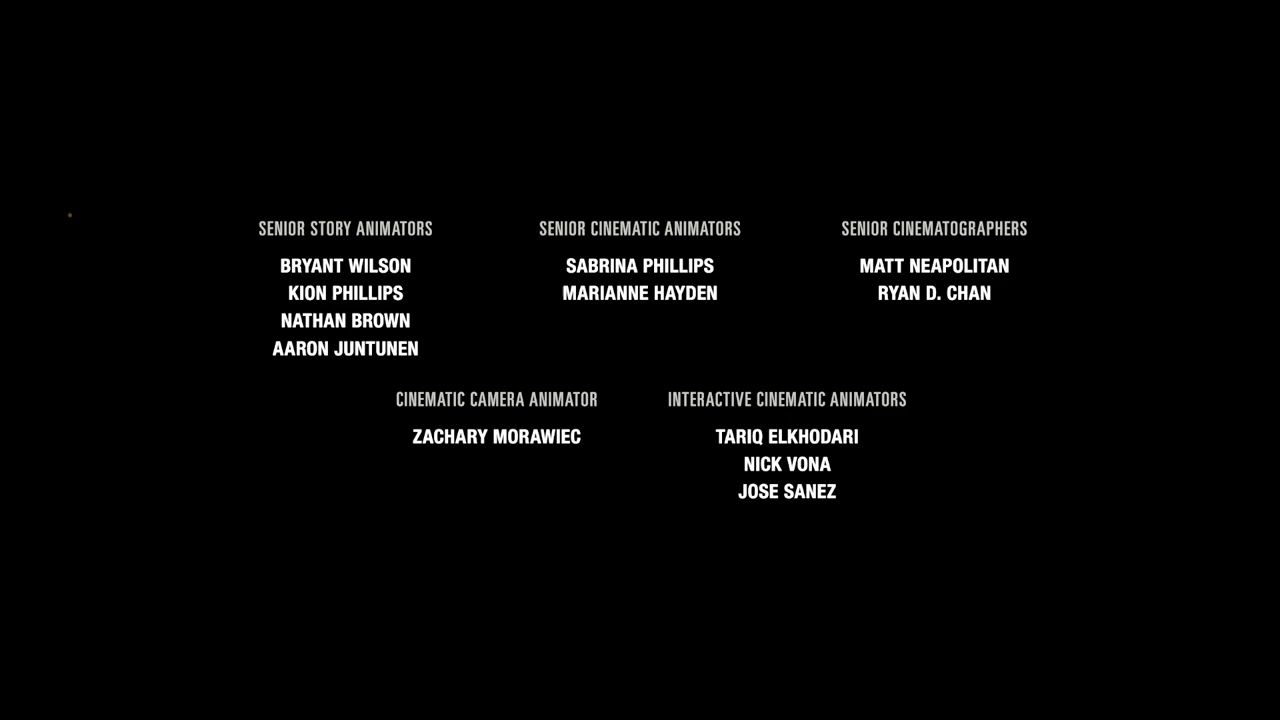 SENIOR STORY ANIMATORS
BRYANT WILSON
KION PHILLIPS
NATHAN BROWN
AARON JUNTUNEN
SENIOR CINEMATIC ANIMATORS
SABRINA PHILLIPS
MARIANNE HAYDEN
SENIOR CINEMATOGRAPHERS
MATT NEAPOLITAN
RYAN D. CHAN
CINEMATIC CAMERA ANIMATOR
ZACHARY MORAWIEC
INTERACTIVE CINEMATIC ANIMATORS
TARIQ ELKHODARI
NICK VONA
JOSE SANEZ